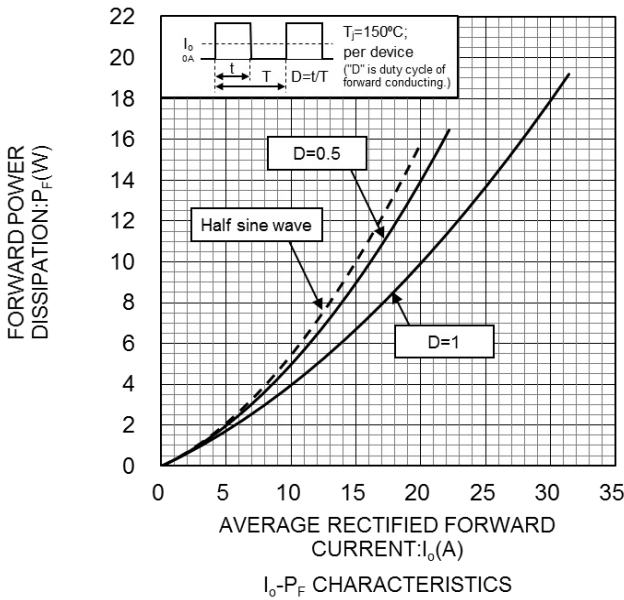 FORWARD POWER
DISSIPATION:PF(W)
22
20
18
16
14
12
10
8
6
4
2
0
Io
0A
t
T
D=t/T
Tj=150ºC;
per device
("D" is duty cycle of
forward conducting.)
D=0.5
Half sine wave
D=1
0 5 10 15 20 25 30 35
AVERAGE RECTIFIED FORWARD
CURRENT:Io(A)
Io-PF CHARACTERISTICS